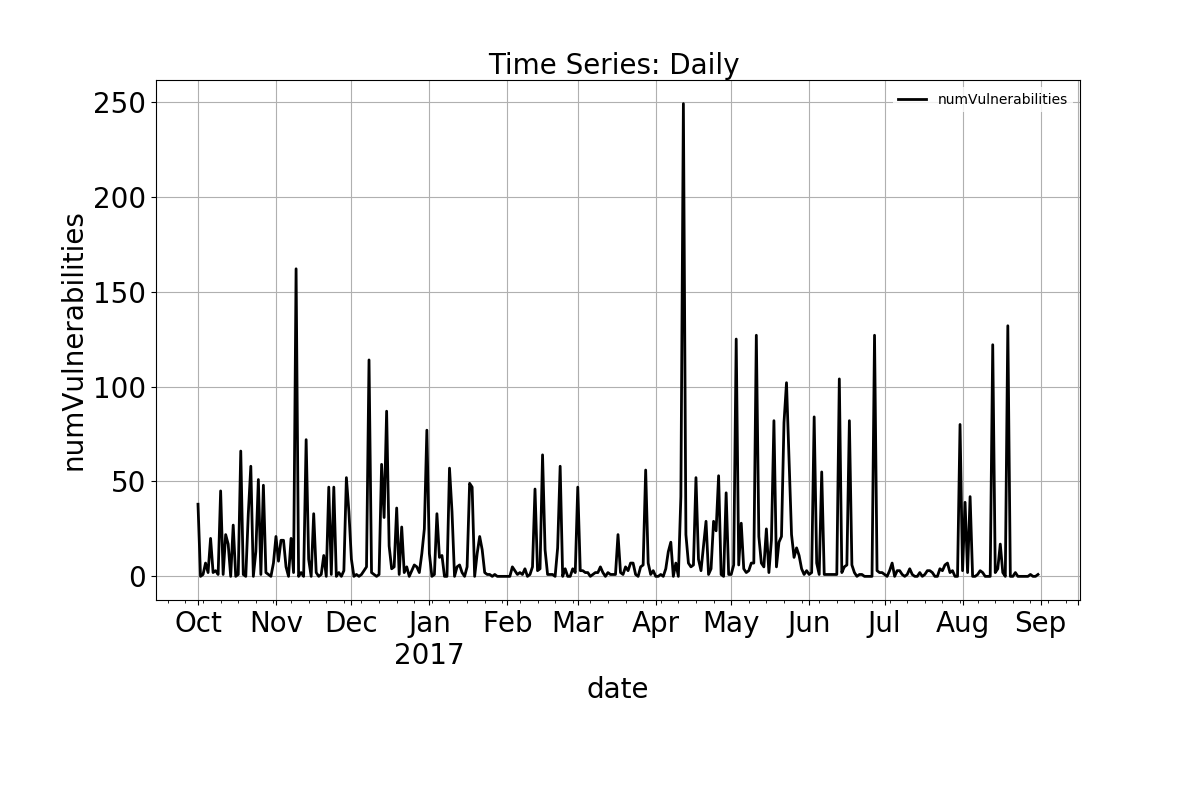 Time Series: Daily
numVulnerabilities
250
200
150
100
50
0
numVulnerabilities
Oct Nov Dec Jan Feb Mar Apr May Jun Jul Aug Sep
2017
date